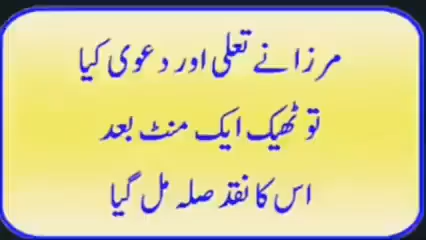 مرزا نے تعلی اور دعوی کیا
تو ٹھیک ایک منٹ بعد
اس کا نقد صلہ مل گیا